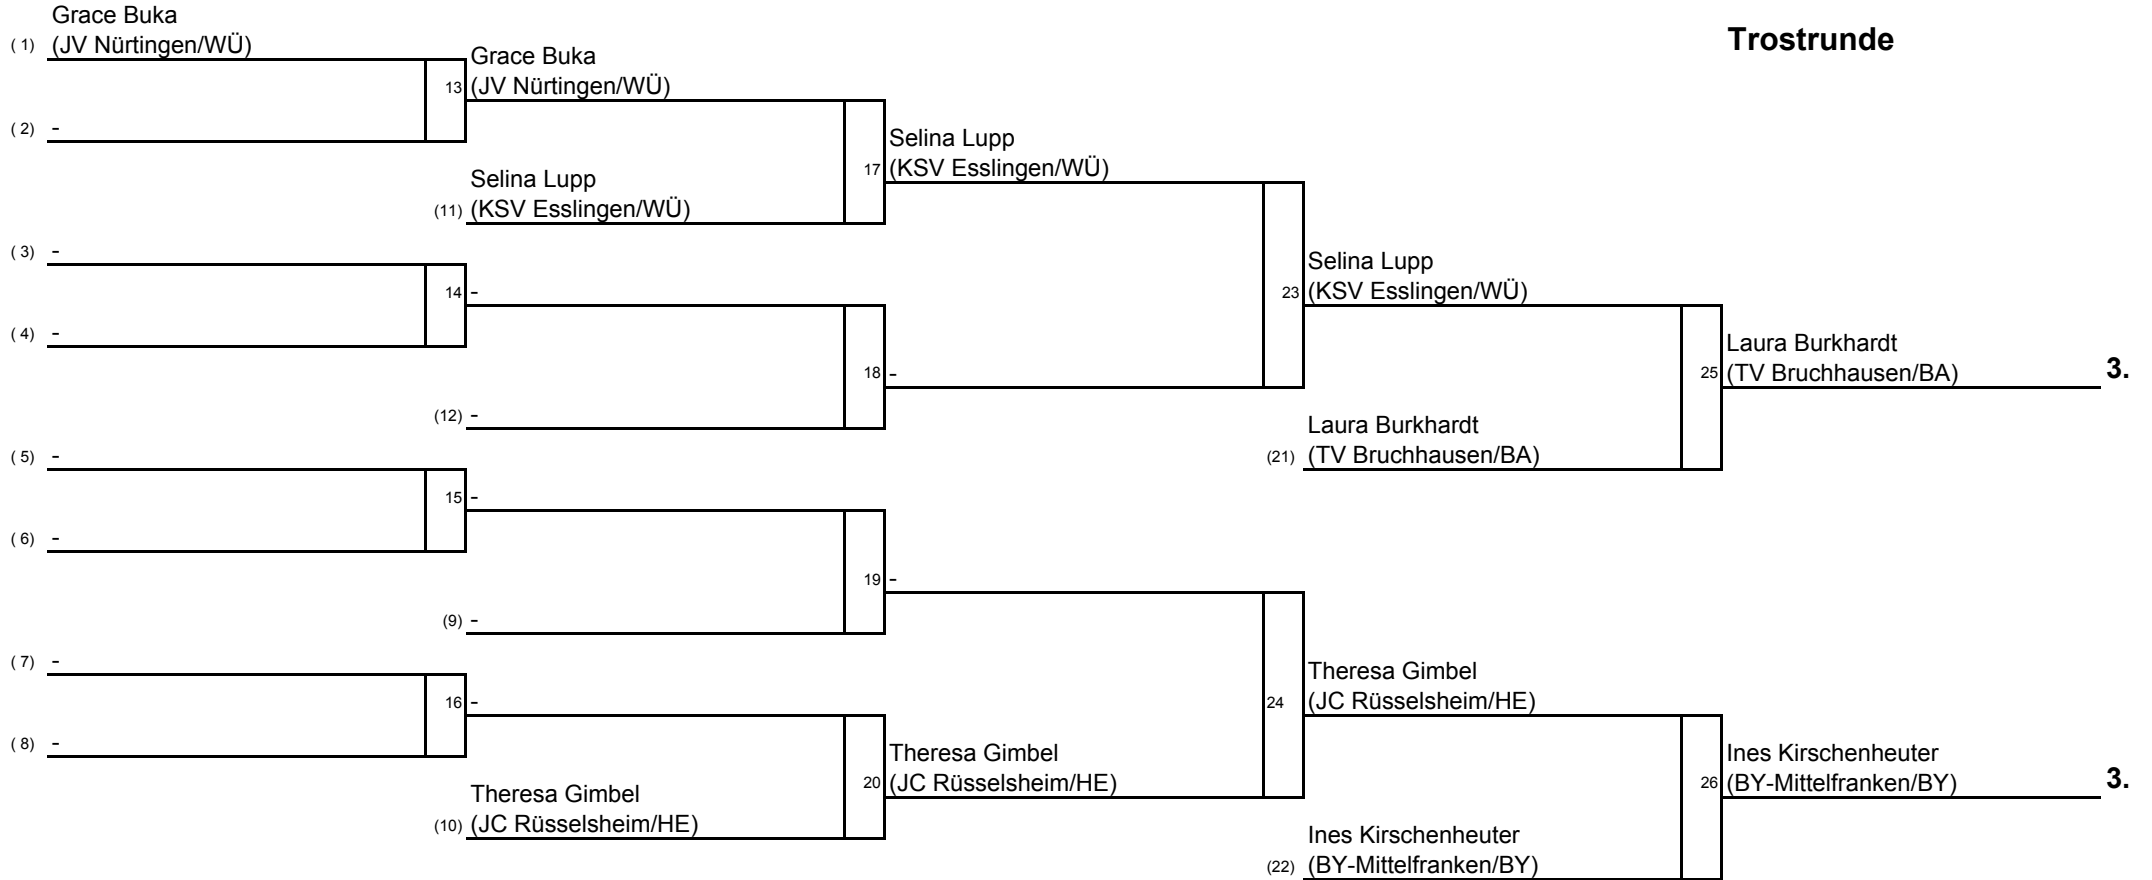 Trostrunde
Grace Buka
( 1) (JV Nürtingen/WÜ)
( 2) -
13
Grace Buka
(JV Nürtingen/WÜ)
Selina Lupp
(11) (KSV Esslingen/WÜ)
17
Selina Lupp
(KSV Esslingen/WÜ)
( 3) -
( 4) -
14 -
(12) -
18 -
23
Selina Lupp
(KSV Esslingen/WÜ)
Laura Burkhardt
(21) (TV Bruchhausen/BA)
25
Laura Burkhardt
(TV Bruchhausen/BA)
3.
( 5) -
( 6) -
15 -
(9) -
19 -
( 7) -
( 8) -
16 -
Theresa Gimbel
(10) (JC Rüsselsheim/HE)
20
Theresa Gimbel
(JC Rüsselsheim/HE)
24
Theresa Gimbel
(JC Rüsselsheim/HE)
Ines Kirschenheuter
(22) (BY-Mittelfranken/BY)
26
Ines Kirschenheuter
(BY-Mittelfranken/BY)
3.